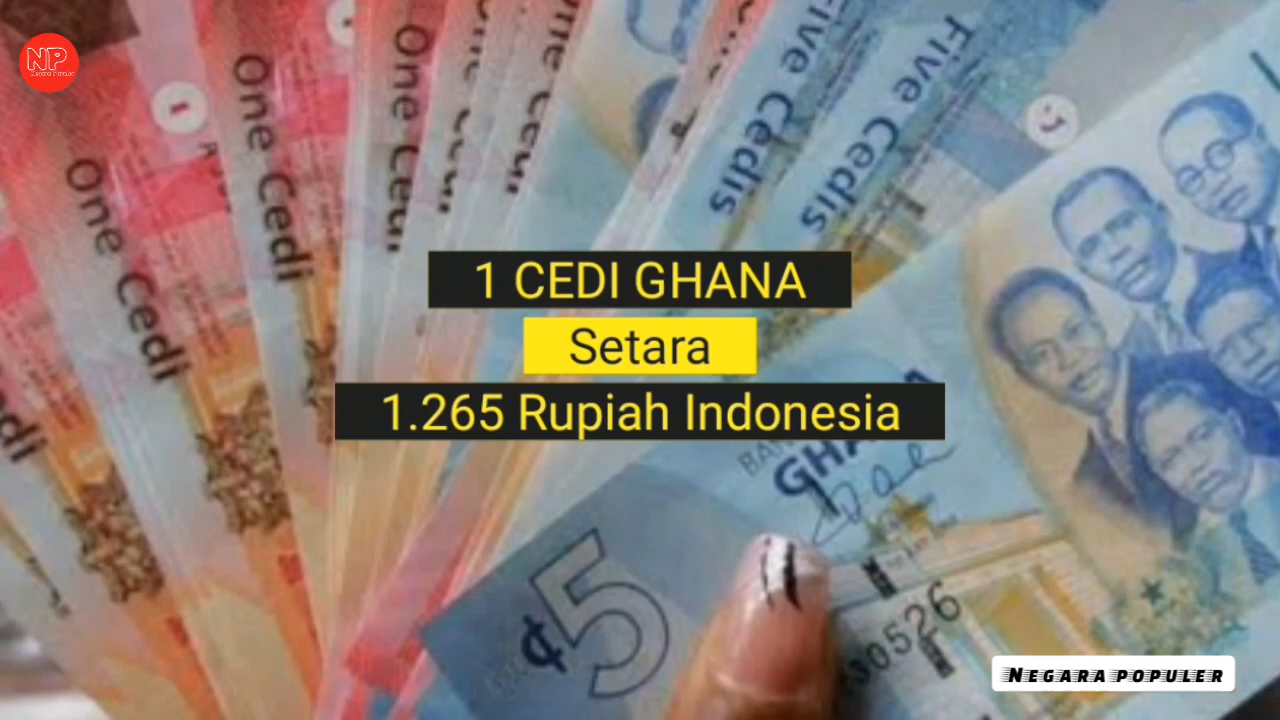 NP
One Cedi
One Cedi
One Cedi
Five Cedis
Five Cedis
1 CEDI GHANA
Setara
1.265 Rupiah Indonesia
GHANA
¢5
30526
NEGARA POPULER